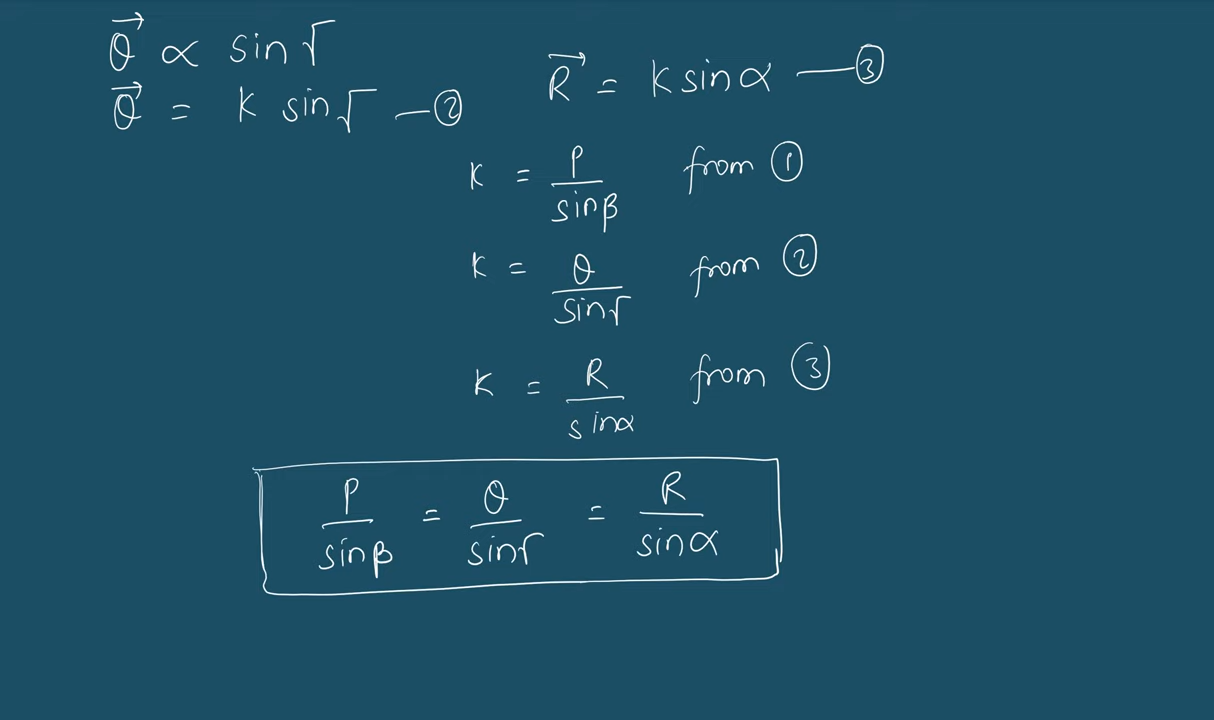 Q⃗ ∝ sin γ
Q⃗ = K sin γ — ②
R⃗ = K sin α — ③
K = P / sin β from ①
K = Q / sin γ from ②
K = R / sin α from ③
P / sin β = Q / sin γ = R / sin α